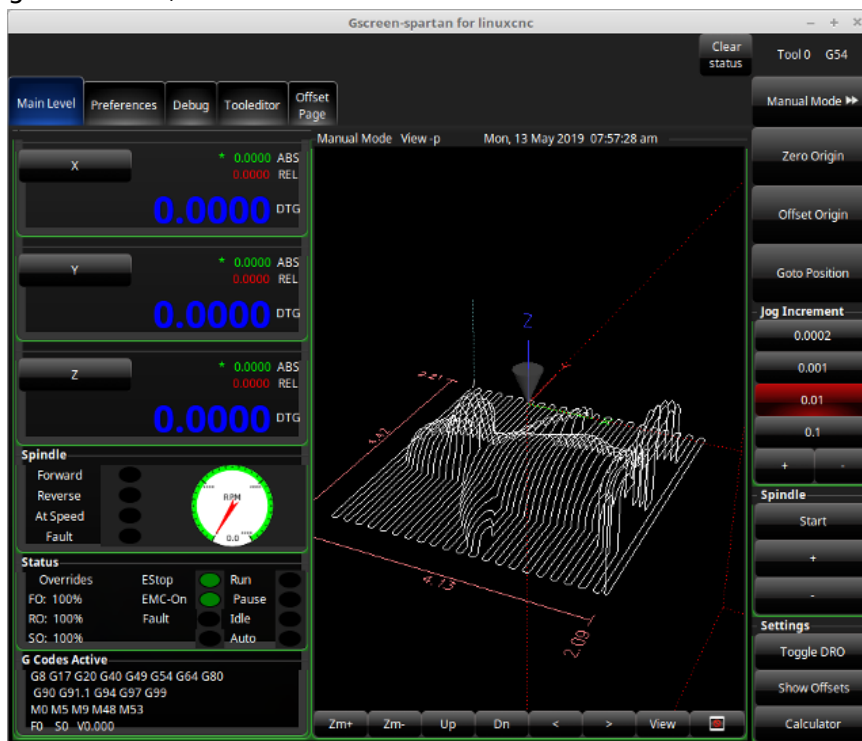 Gscreen-spartan for linuxcnc
Clear status
Tool 0 G54
Main Level
Preferences
Debug
Tooleditor
Offset Page
Manual Mode View -p Mon, 13 May 2019 07:57:28 am
X
* 0.0000 ABS
0.0000 REL
0.0000 DTG
Y
* 0.0000 ABS
0.0000 REL
0.0000 DTG
Z
* 0.0000 ABS
0.0000 REL
0.0000 DTG
Spindle
Forward
Reverse
At Speed
Fault
RPM
0.0
Status
Overrides EStop Run
FO: 100% EMC-On Pause
RO: 100% Fault Idle
SO: 100% Auto
G Codes Active
G8 G17 G20 G40 G49 G54 G64 G80
G90 G91.1 G94 G97 G99
M0 M5 M9 M48 M53
F0 S0 V0.000
Z
X
2.21
4.42
4.13
2.09
Zm+ Zm- Up Dn < > View
Manual Mode
Zero Origin
Offset Origin
Goto Position
Jog Increment
0.0002
0.001
0.01
0.1
+ -
Spindle
Start
+
-
Settings
Toggle DRO
Show Offsets
Calculator